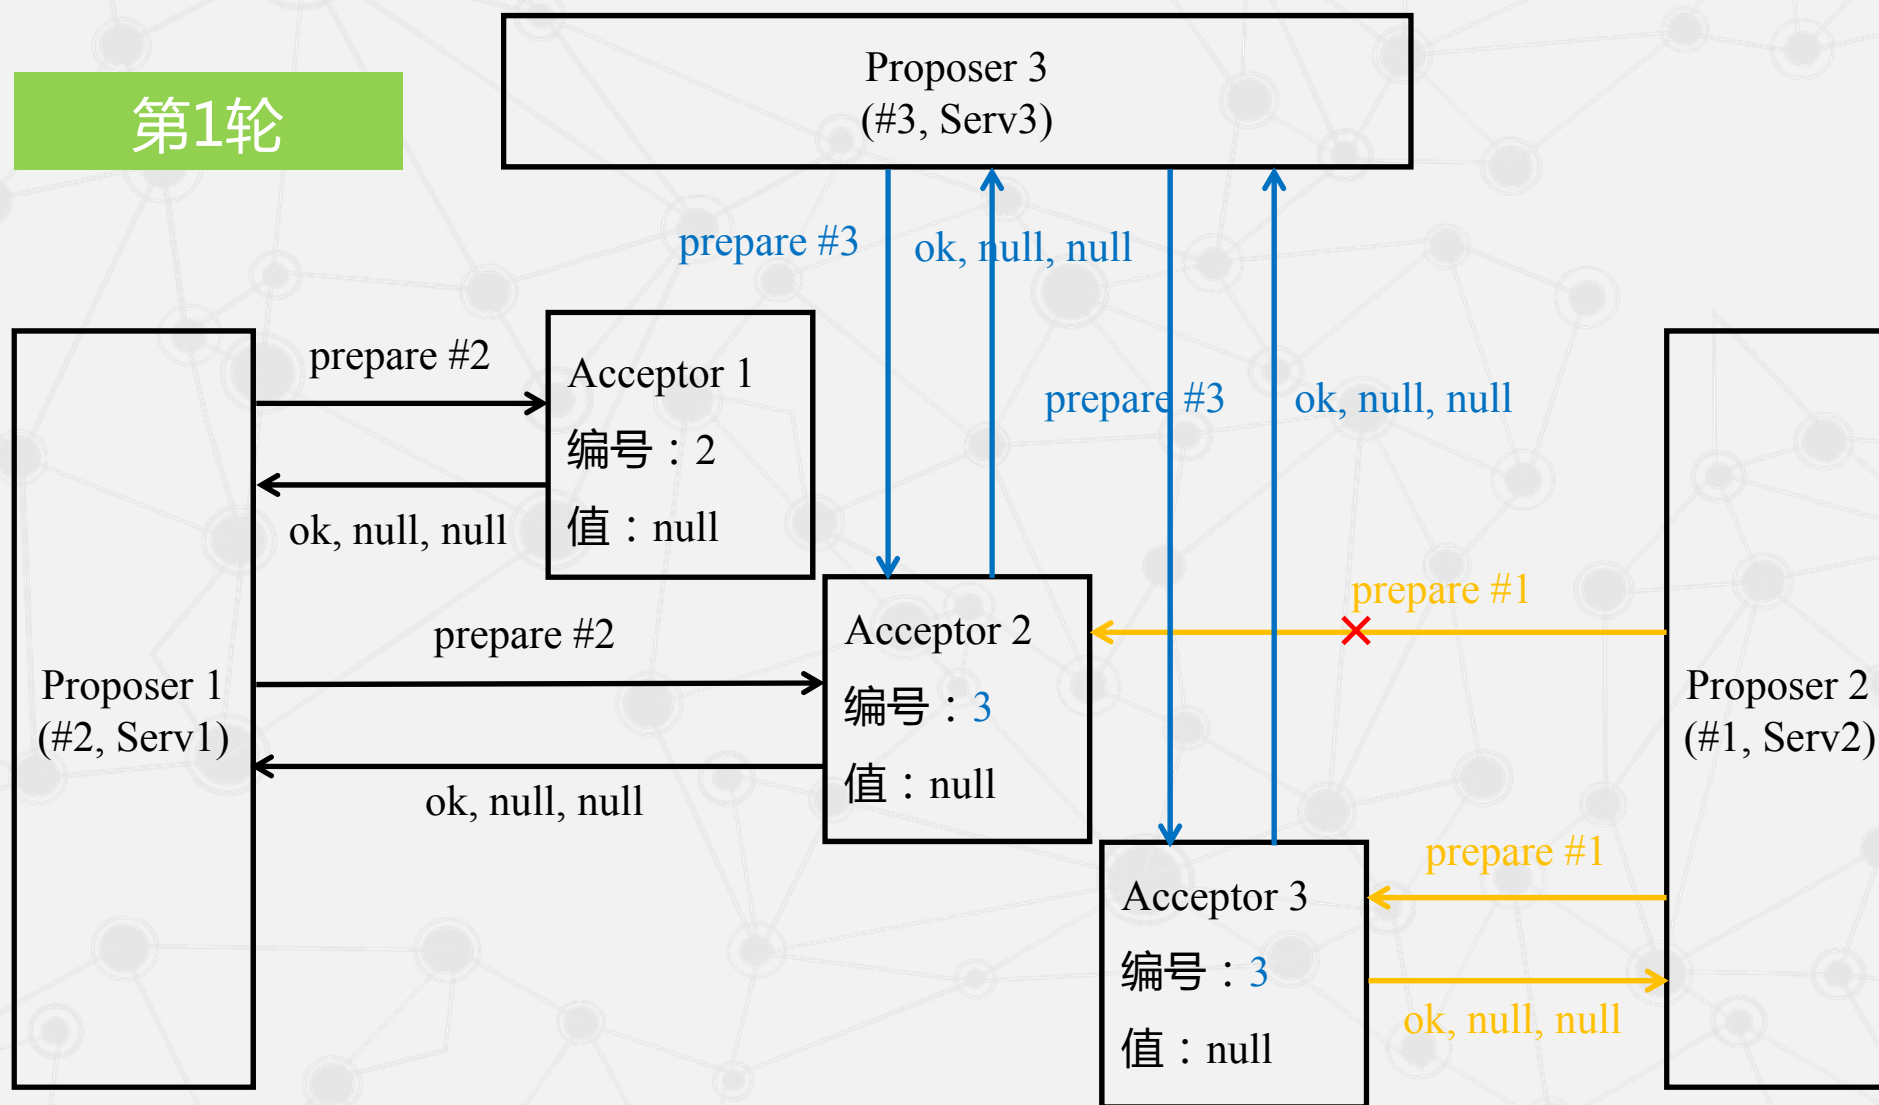 Proposer 3
(#3, Serv3)
第1轮
prepare #3
ok, null, null
prepare #2
Acceptor 1
编号：2
值：null
ok, null, null
prepare #3
ok, null, null
prepare #2
Acceptor 2
编号：3
值：null
prepare #1
Proposer 1
(#2, Serv1)
Proposer 2
(#1, Serv2)
ok, null, null
prepare #1
Acceptor 3
编号：3
值：null
ok, null, null